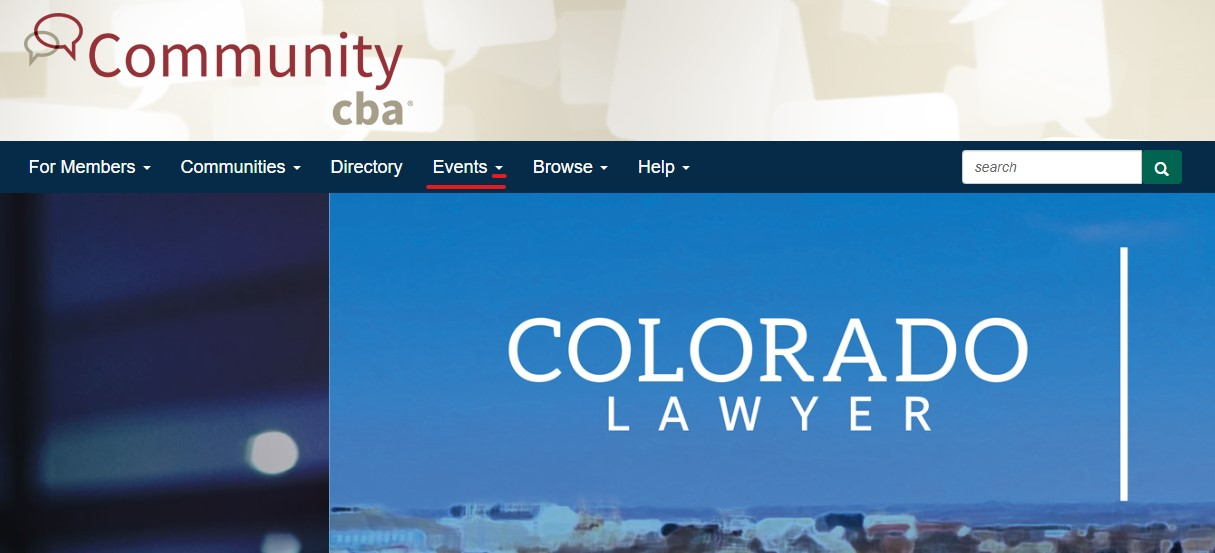 Community
cba®
For Members Communities Directory Events Browse Help search
COLORADO
LAWYER